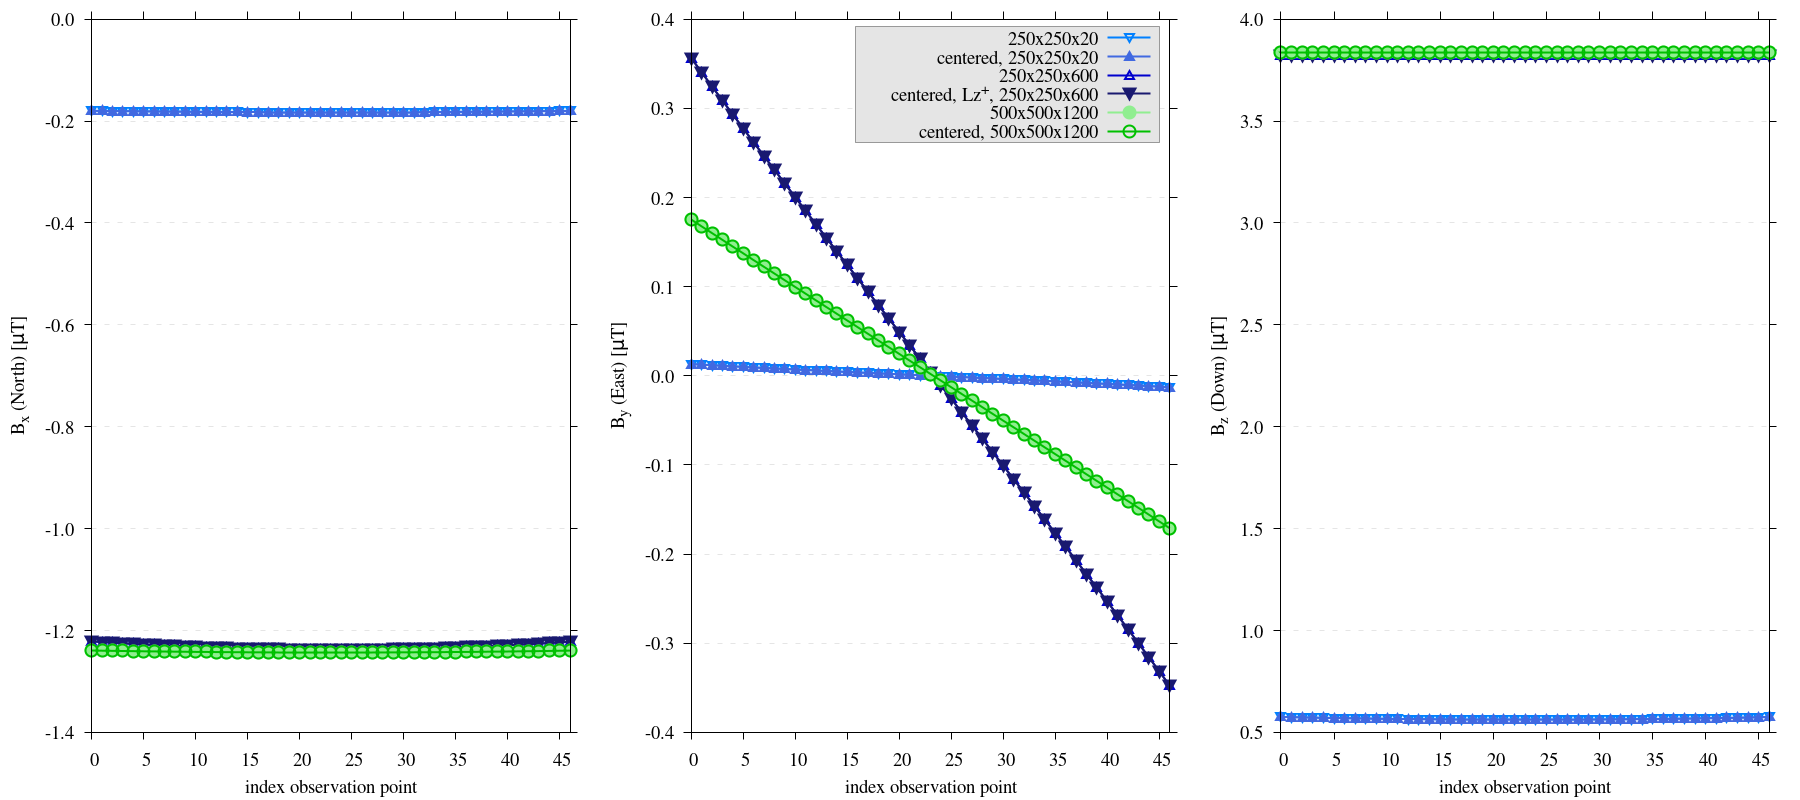 0.0
-0.2
-0.4
-0.6
-0.8
-1.0
-1.2
-1.4
0 5 10 15 20 25 30 35 40 45
B_x (North) [µT]
index observation point
0.4
0.3
0.2
0.1
0.0
-0.1
-0.2
-0.3
-0.4
0 5 10 15 20 25 30 35 40 45
B_y (East) [µT]
index observation point
250x250x20
centered, 250x250x20
250x250x600
centered, Lz⁺, 250x250x600
500x500x1200
centered, 500x500x1200
4.0
3.5
3.0
2.5
2.0
1.5
1.0
0.5
0 5 10 15 20 25 30 35 40 45
B_z (Down) [µT]
index observation point